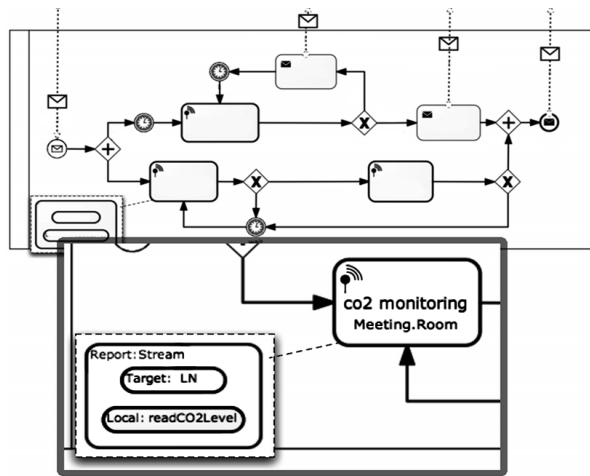 co2 monitoring
Meeting.Room
Report:Stream
Target: LN
Local: readCO2Level